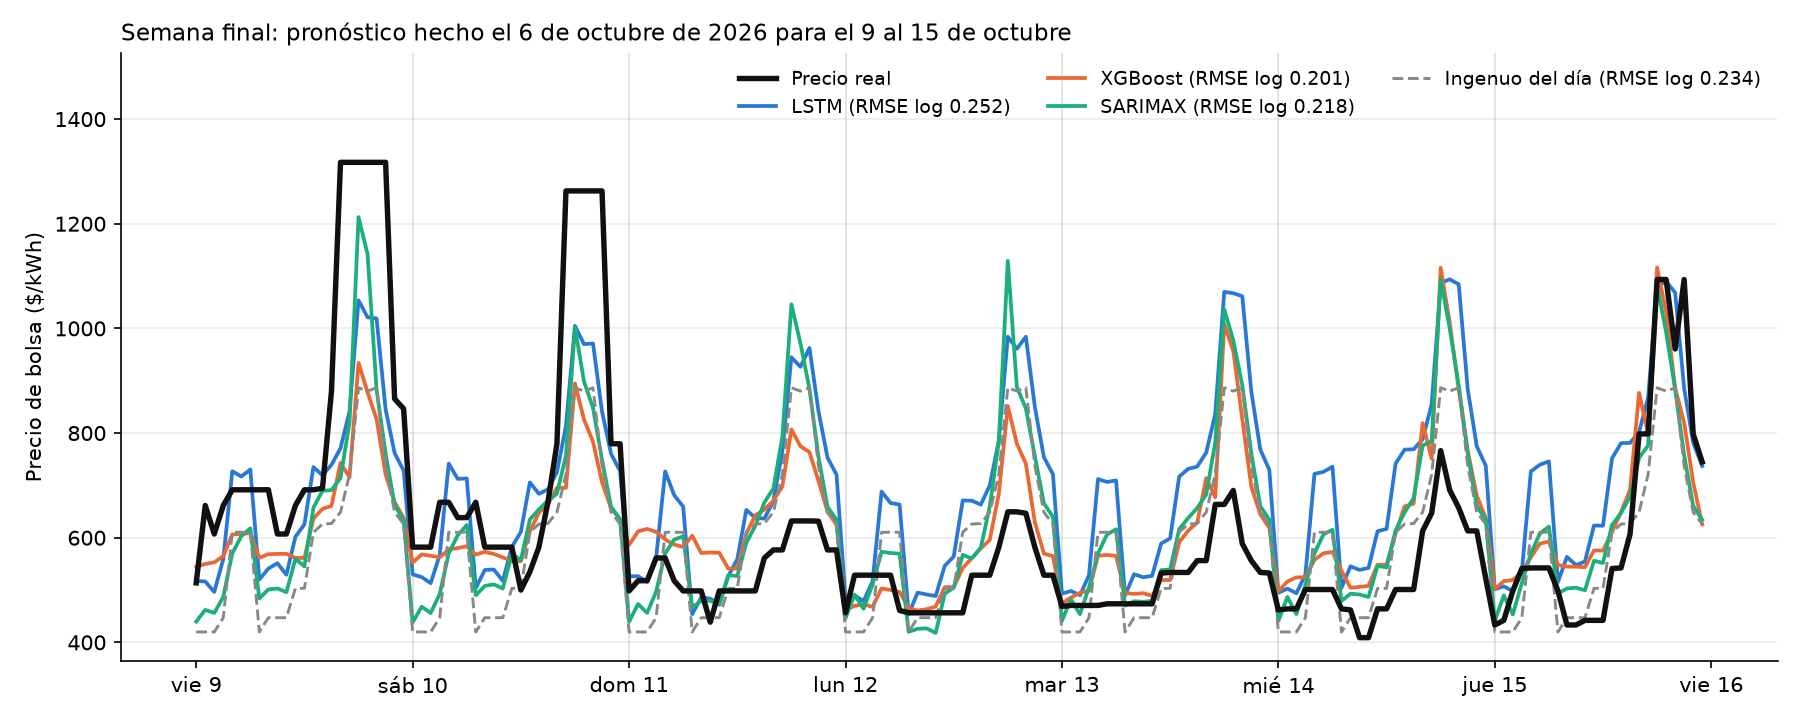 Semana final: pronóstico hecho el 6 de octubre de 2026 para el 9 al 15 de octubre
Precio real
LSTM (RMSE log 0.252)
XGBoost (RMSE log 0.201)
SARIMAX (RMSE log 0.218)
Ingenuo del día (RMSE log 0.234)
Precio de bolsa ($/kWh)
1400
1200
1000
800
600
400
vie 9
sáb 10
dom 11
lun 12
mar 13
mié 14
jue 15
vie 16